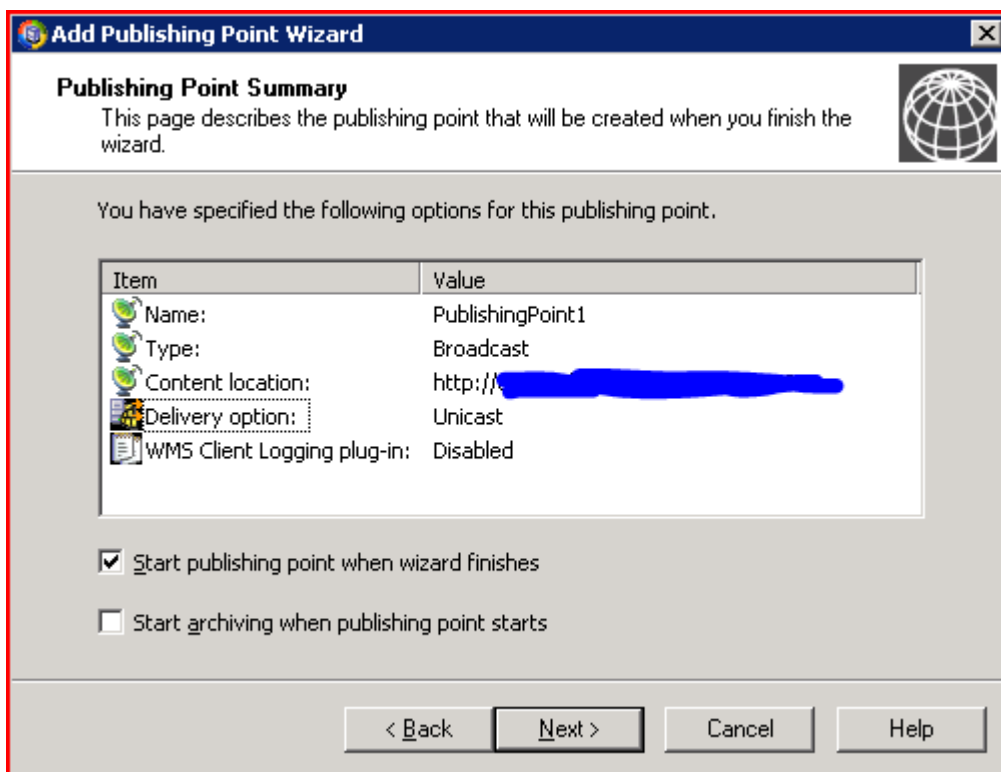 Add Publishing Point Wizard
Publishing Point Summary
This page describes the publishing point that will be created when you finish the
wizard.
You have specified the following options for this publishing point.
Item Value
Name: PublishingPoint1
Type: Broadcast
Content location: http://
Delivery option: Unicast
WMS Client Logging plug-in: Disabled
Start publishing point when wizard finishes
Start archiving when publishing point starts
< Back Next > Cancel Help